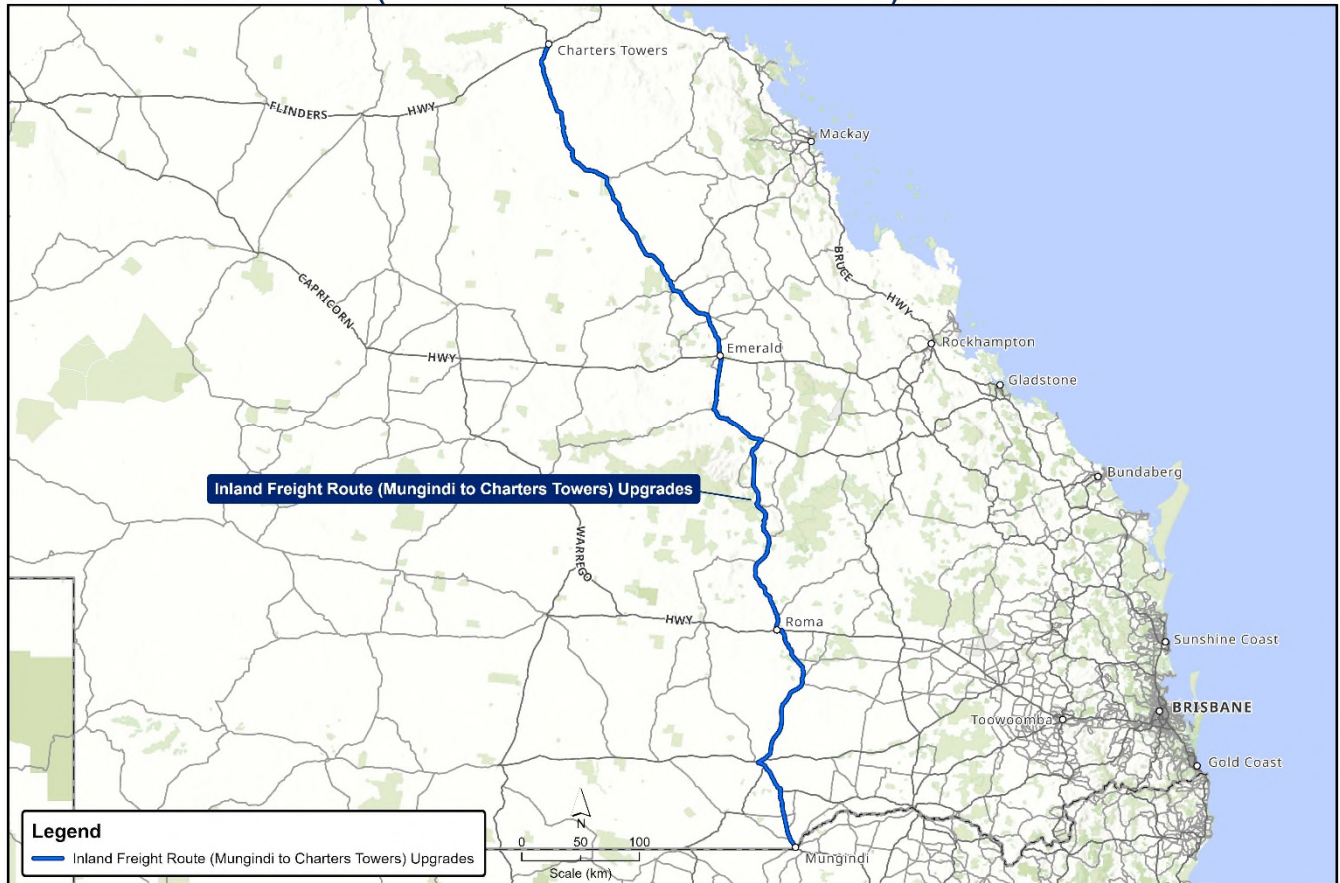 Charters Towers
FLINDERS HWY
Mackay
BRUCE HWY
CAPRICORN HWY
Emerald
Rockhampton
Gladstone
Bundaberg
Inland Freight Route (Mungindi to Charters Towers) Upgrades
WARREGO HWY
Roma
Sunshine Coast
Toowoomba
BRISBANE
Gold Coast
Legend
Inland Freight Route (Mungindi to Charters Towers) Upgrades
N
0 50 100
Scale (km)
Mungindi